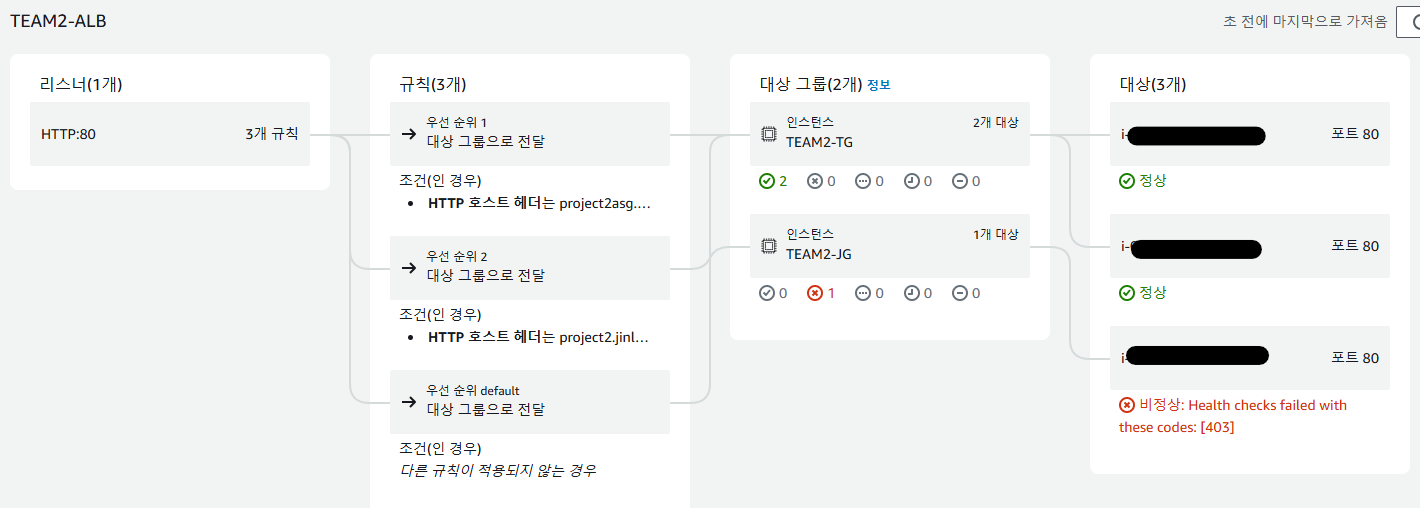 TEAM2-ALB
초 전에 마지막으로 가져옴
리스너(1개)
HTTP:80
3개 규칙
규칙(3개)
우선 순위 1
대상 그룹으로 전달
조건(인 경우)
HTTP 호스트 헤더는 project2asg....
우선 순위 2
대상 그룹으로 전달
조건(인 경우)
HTTP 호스트 헤더는 project2.jinl...
우선 순위 default
대상 그룹으로 전달
조건(인 경우)
다른 규칙이 적용되지 않는 경우
대상 그룹(2개) 정보
인스턴스
2개 대상
TEAM2-TG
2 0 0 0 0
인스턴스
1개 대상
TEAM2-JG
0 1 0 0 0
대상(3개)
i-
포트 80
정상
i-
포트 80
정상
i-
포트 80
비정상: Health checks failed with
these codes: [403]